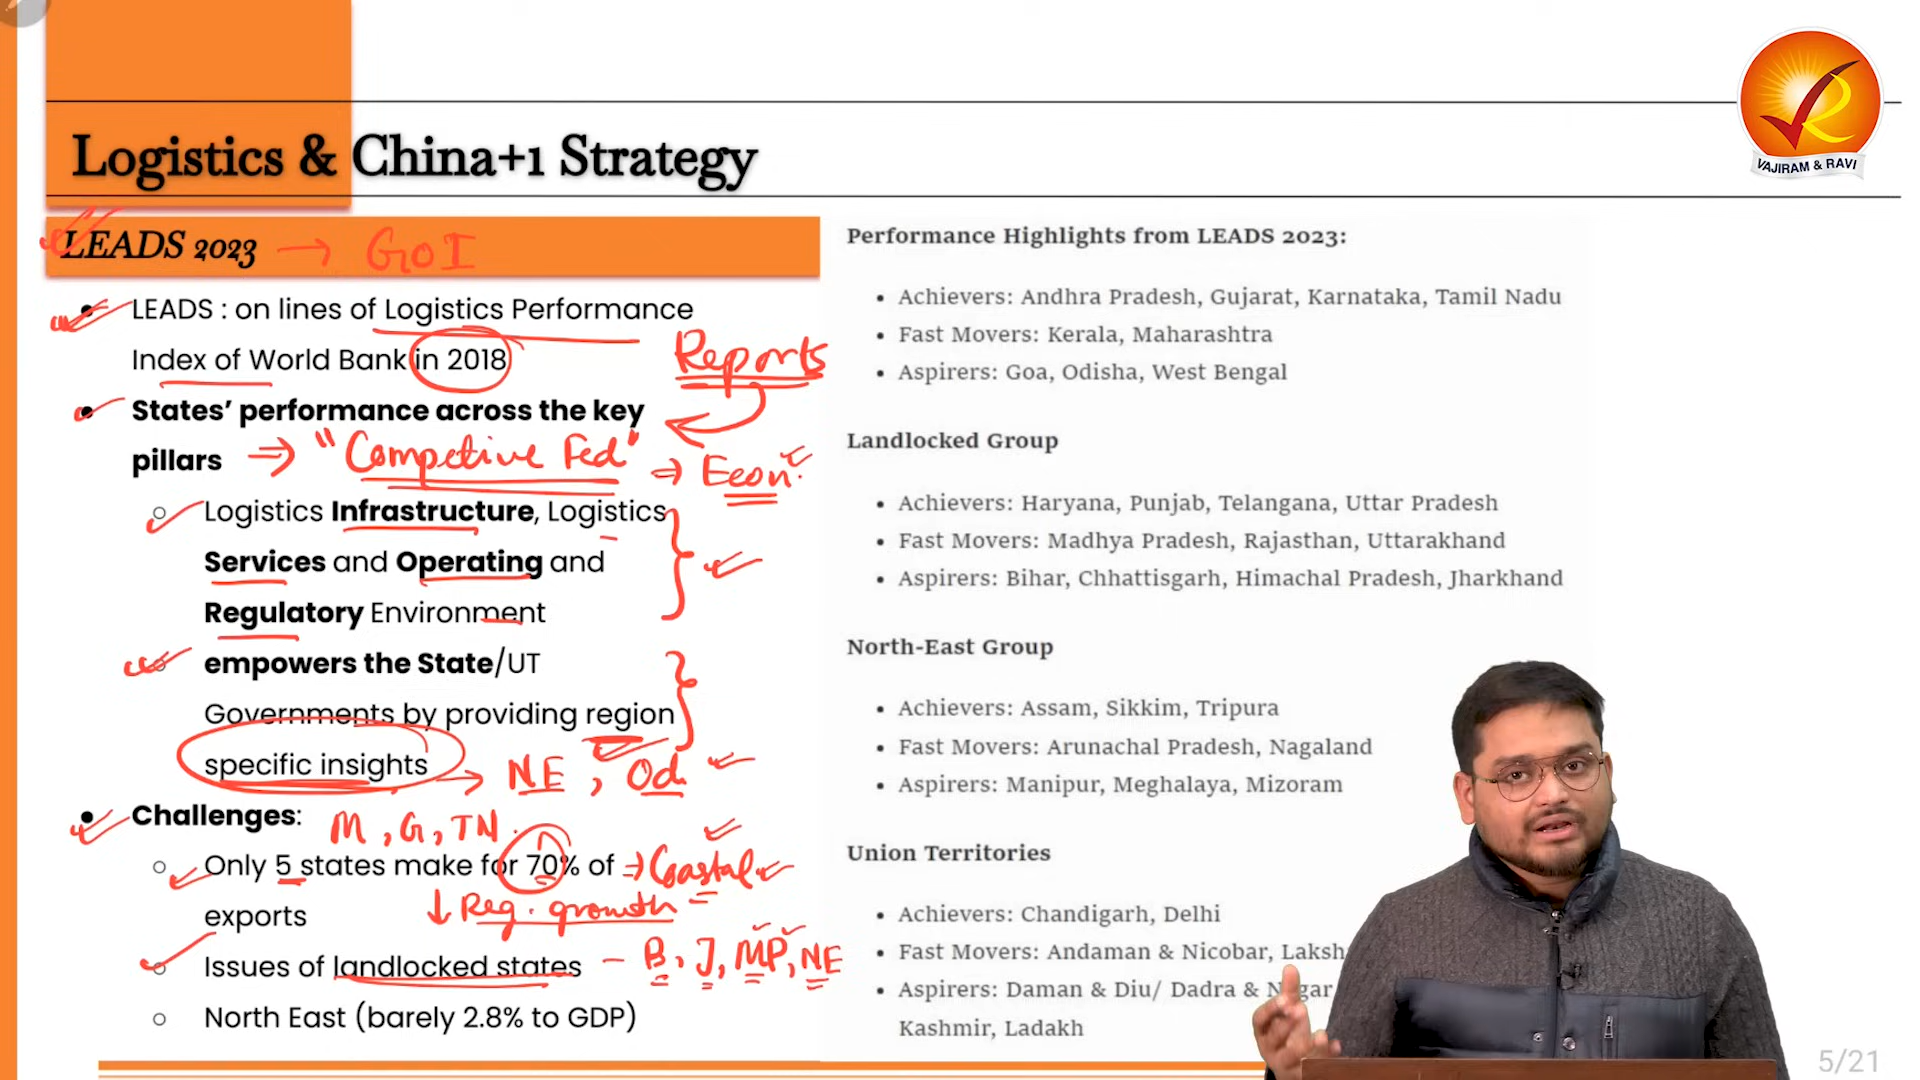 Logistics & China+1 Strategy
VAJIRAM & RAVI
LEADS 2023 → GOI
LEADS : on lines of Logistics Performance
Index of World Bank in 2018
Reports
States’ performance across the key
pillars ⇒ "Competive Fed" ⇒ Econ.
Logistics Infrastructure, Logistics
Services and Operating and
Regulatory Environment
empowers the State/UT
Governments by providing region
specific insights → NE, Od.
Challenges:
M, G, TN.
Only 5 states make for 70% of → Coastal
exports
↓ Reg. growth
Issues of landlocked states - B, J, MP, NE
North East (barely 2.8% to GDP)
Performance Highlights from LEADS 2023:
Achievers: Andhra Pradesh, Gujarat, Karnataka, Tamil Nadu
Fast Movers: Kerala, Maharashtra
Aspirers: Goa, Odisha, West Bengal
Landlocked Group
Achievers: Haryana, Punjab, Telangana, Uttar Pradesh
Fast Movers: Madhya Pradesh, Rajasthan, Uttarakhand
Aspirers: Bihar, Chhattisgarh, Himachal Pradesh, Jharkhand
North-East Group
Achievers: Assam, Sikkim, Tripura
Fast Movers: Arunachal Pradesh, Nagaland
Aspirers: Manipur, Meghalaya, Mizoram
Union Territories
Achievers: Chandigarh, Delhi
Fast Movers: Andaman & Nicobar, Laksh
Aspirers: Daman & Diu/ Dadra &
Kashmir, Ladakh
5/21